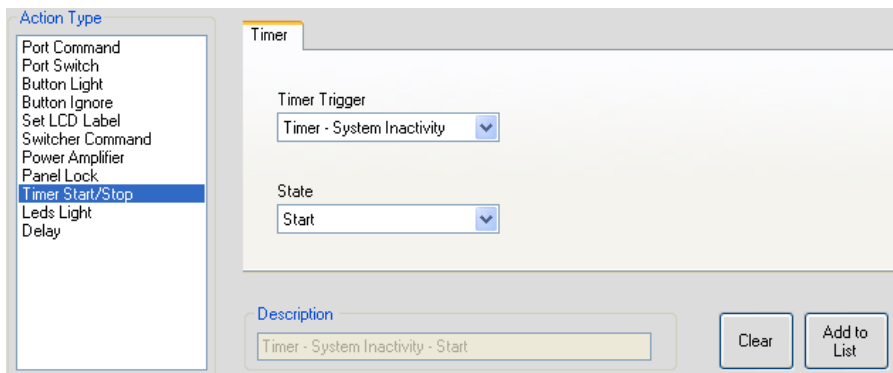 Action Type
Port Command
Port Switch
Button Light
Button Ignore
Set LCD Label
Switcher Command
Power Amplifier
Panel Lock
Timer Start/Stop
Leds Light
Delay
Timer
Timer Trigger
Timer - System Inactivity
State
Start
Description
Timer - System Inactivity - Start
Clear
Add to
List